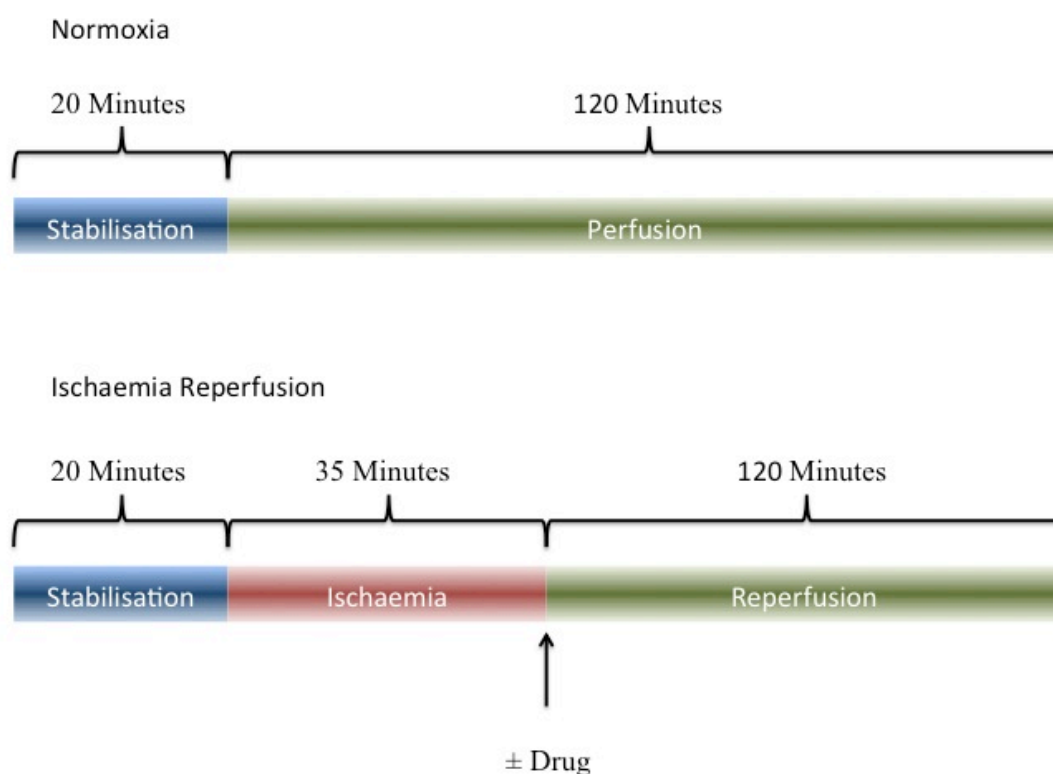 Normoxia
20 Minutes
120 Minutes
Stabilisation
Perfusion
Ischaemia Reperfusion
20 Minutes
35 Minutes
120 Minutes
Stabilisation
Ischaemia
Reperfusion
± Drug